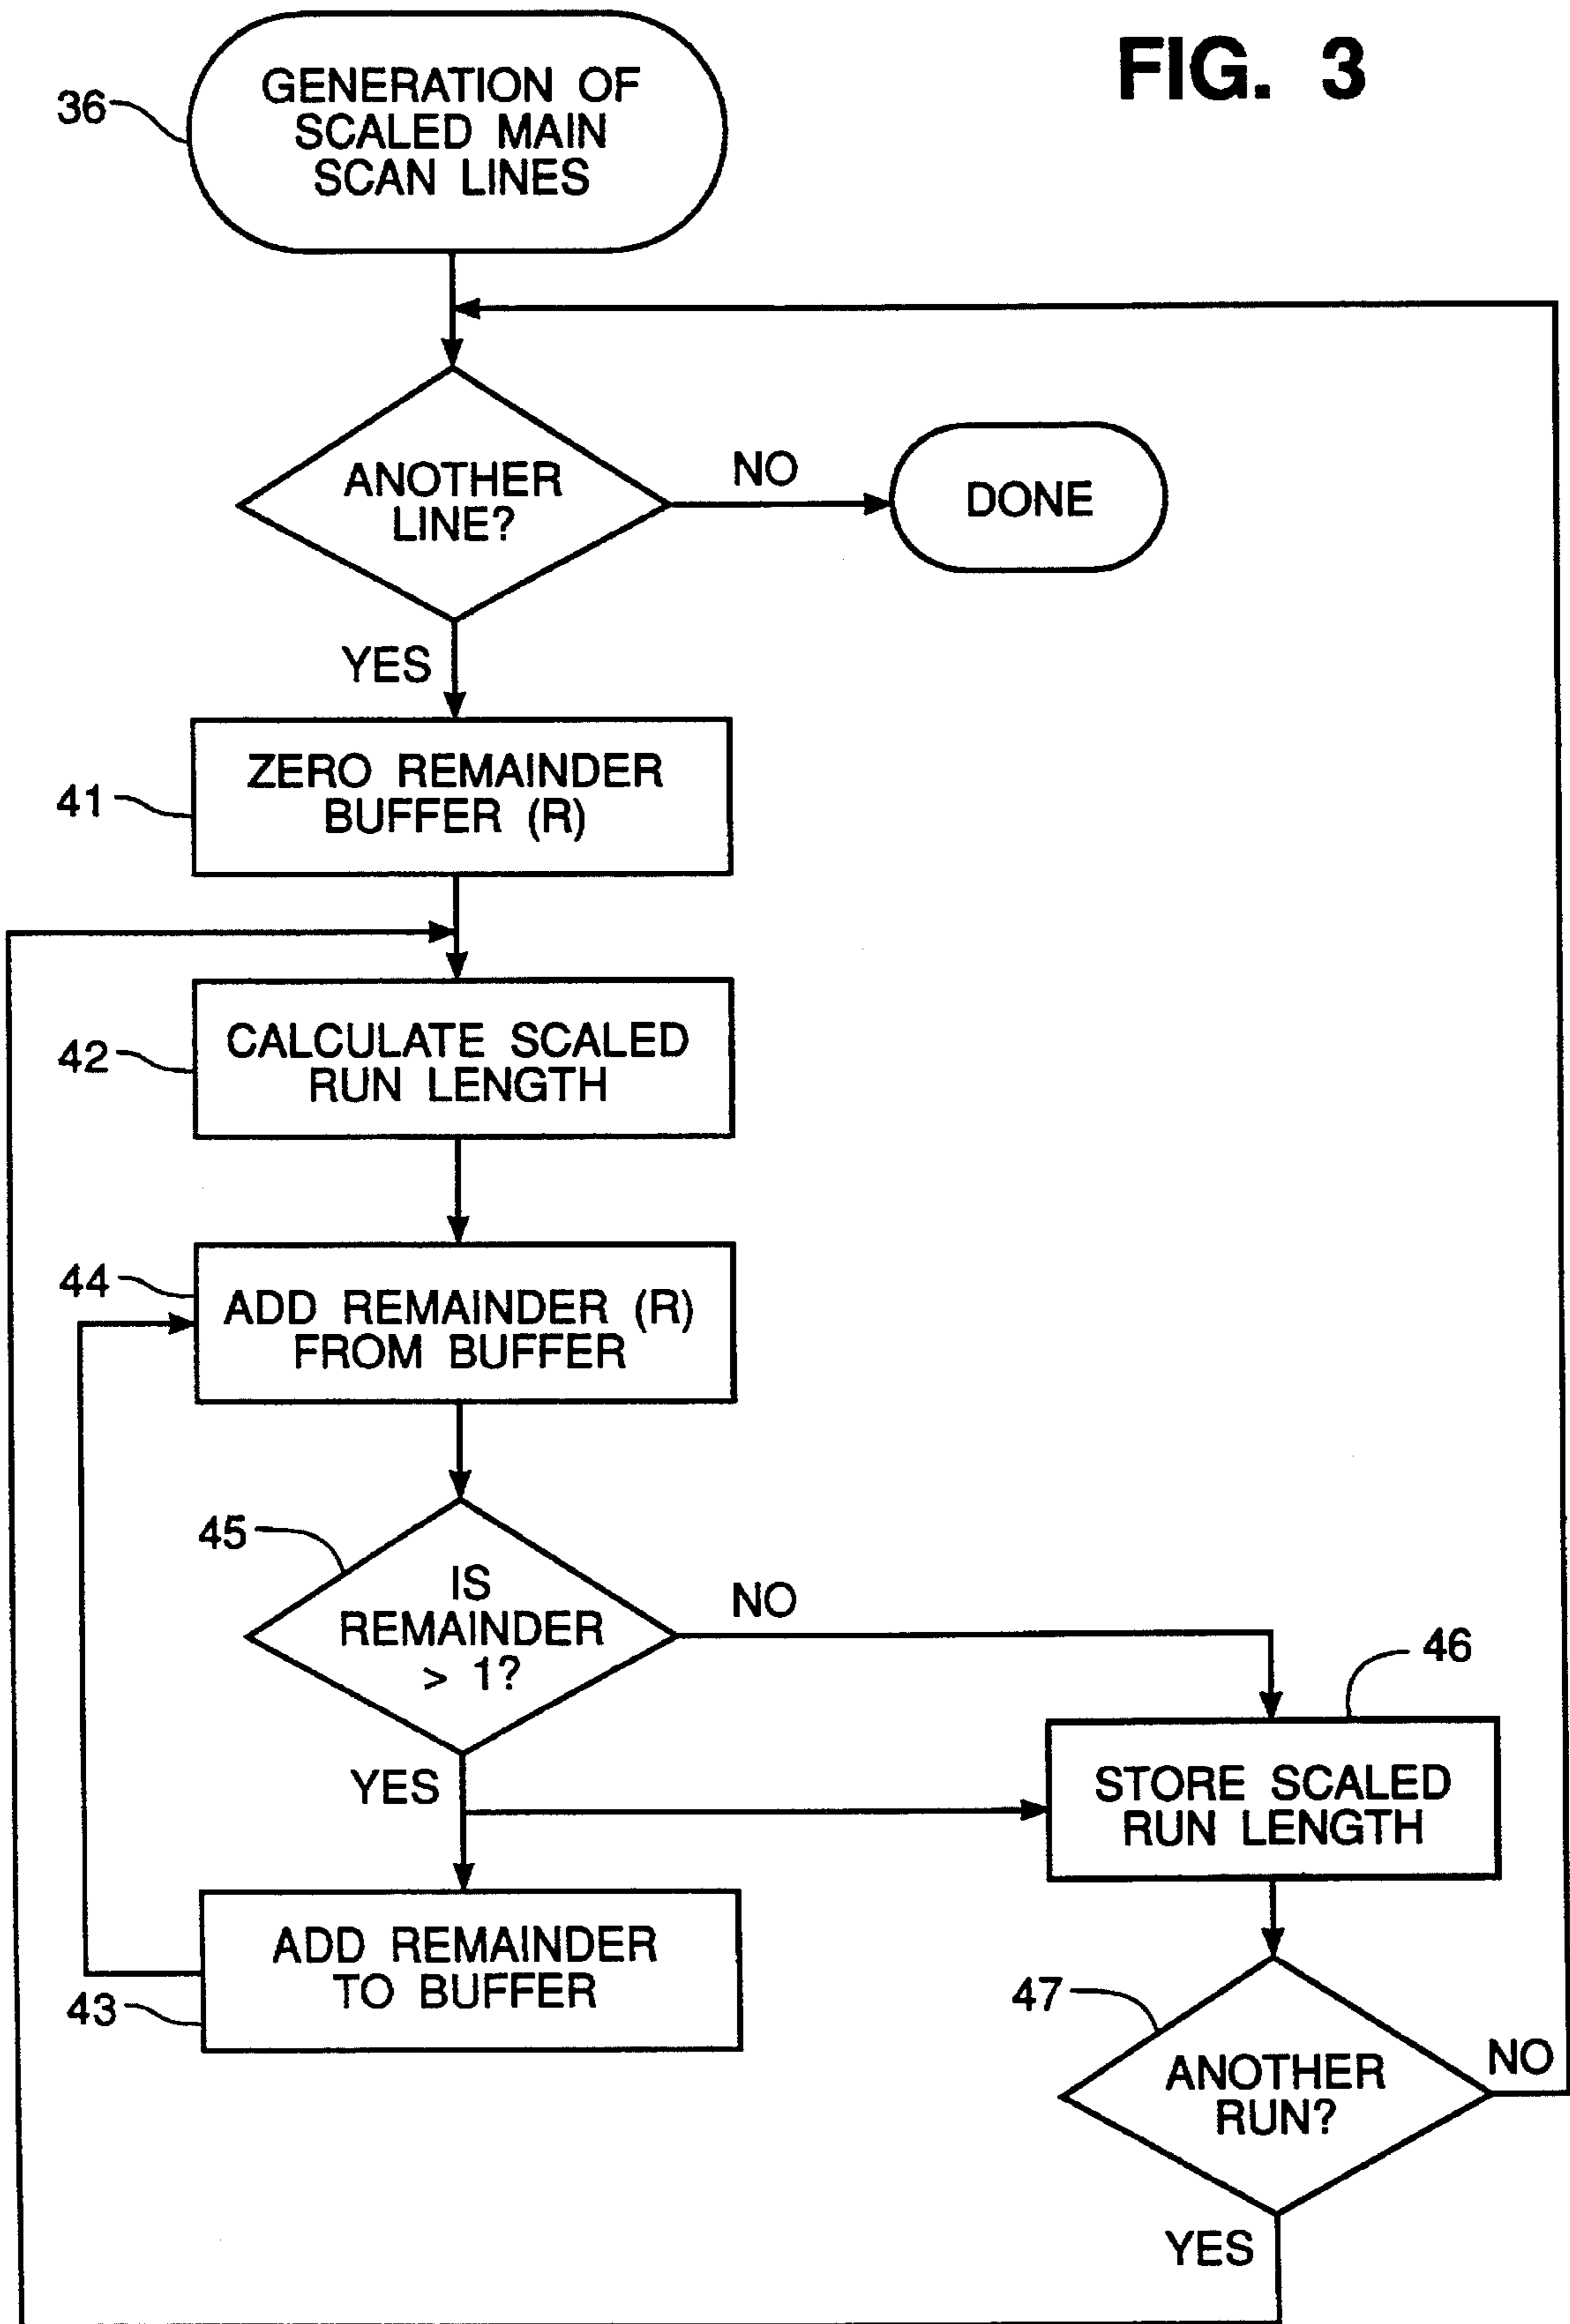 FIG. 3
36
GENERATION OF
SCALED MAIN
SCAN LINES
ANOTHER
LINE?
NO
DONE
YES
41
ZERO REMAINDER
BUFFER (R)
42
CALCULATE SCALED
RUN LENGTH
44
ADD REMAINDER (R)
FROM BUFFER
45
IS
REMAINDER
> 1?
NO
46
YES
STORE SCALED
RUN LENGTH
43
ADD REMAINDER
TO BUFFER
47
ANOTHER
RUN?
NO
YES